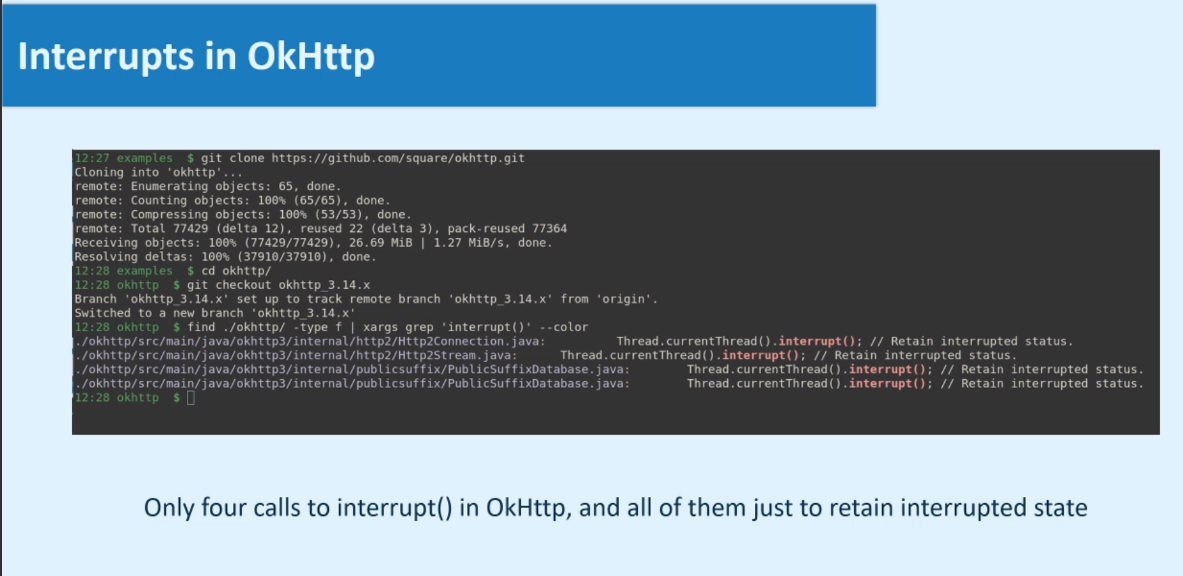 Interrupts in OkHttp
12:27 examples $ git clone https://github.com/square/okhttp.git
Cloning into 'okhttp'...
remote: Enumerating objects: 65, done.
remote: Counting objects: 100% (65/65), done.
remote: Compressing objects: 100% (53/53), done.
remote: Total 77429 (delta 12), reused 22 (delta 3), pack-reused 77364
Receiving objects: 100% (77429/77429), 26.69 MiB | 1.27 MiB/s, done.
Resolving deltas: 100% (37910/37910), done.
12:28 examples $ cd okhttp/
12:28 okhttp $ git checkout okhttp_3.14.x
Branch 'okhttp_3.14.x' set up to track remote branch 'okhttp_3.14.x' from 'origin'.
Switched to a new branch 'okhttp_3.14.x'
12:28 okhttp $ find ./okhttp/ -type f | xargs grep 'interrupt()' --color
./okhttp/src/main/java/okhttp3/internal/http2/Http2Connection.java: Thread.currentThread().interrupt(); // Retain interrupted status.
./okhttp/src/main/java/okhttp3/internal/http2/Http2Stream.java: Thread.currentThread().interrupt(); // Retain interrupted status.
./okhttp/src/main/java/okhttp3/internal/publicsuffix/PublicSuffixDatabase.java: Thread.currentThread().interrupt(); // Retain interrupted status.
./okhttp/src/main/java/okhttp3/internal/publicsuffix/PublicSuffixDatabase.java: Thread.currentThread().interrupt(); // Retain interrupted status.
12:28 okhttp $
Only four calls to interrupt() in OkHttp, and all of them just to retain interrupted state